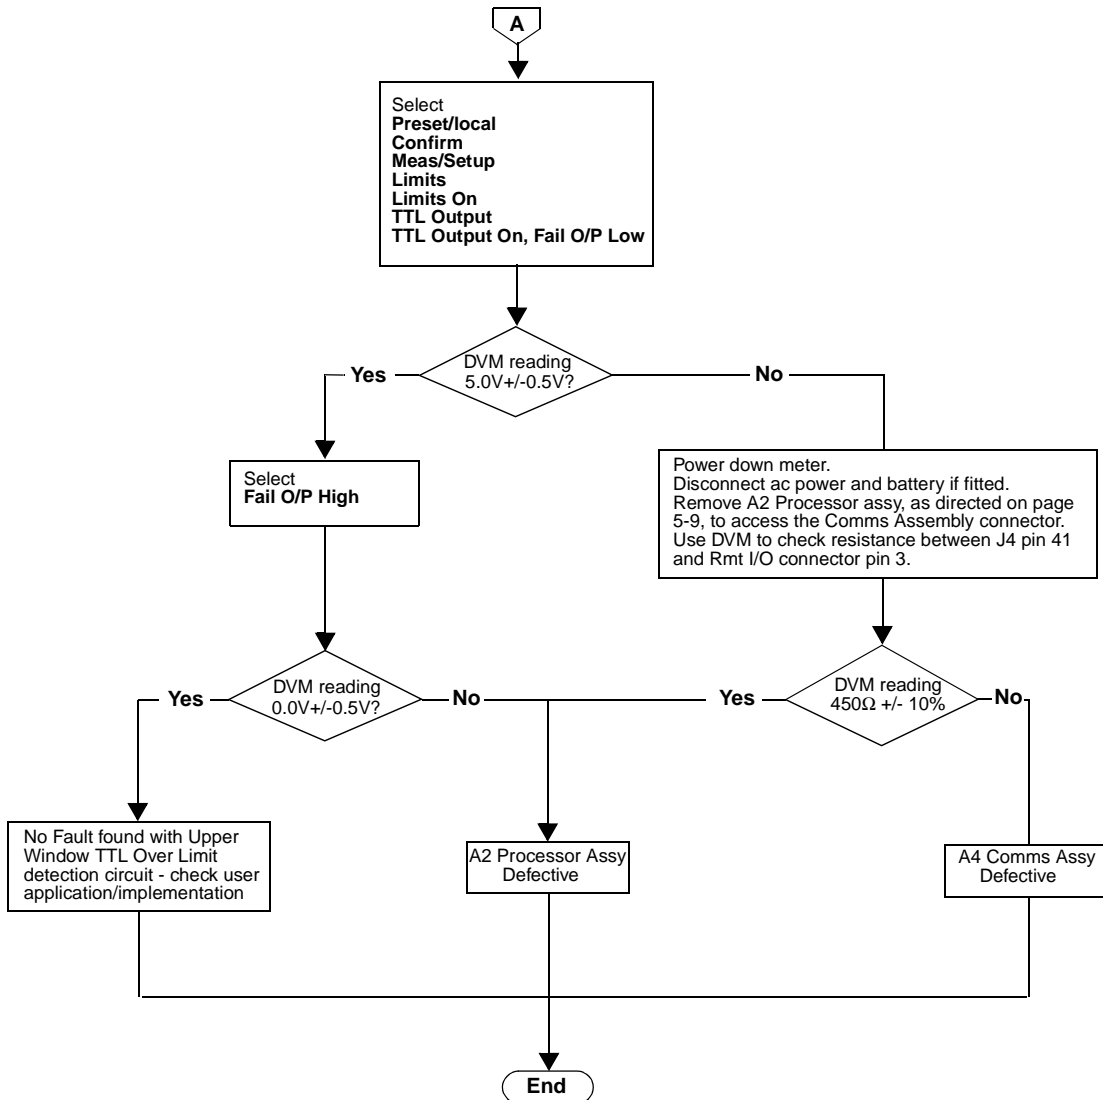 A
Select
Preset/local
Confirm
Meas/Setup
Limits
Limits On
TTL Output
TTL Output On, Fail O/P Low
DVM reading
5.0V+/-0.5V?
Yes
No
Select
Fail O/P High
Power down meter.
Disconnect ac power and battery if fitted.
Remove A2 Processor assy, as directed on page
5-9, to access the Comms Assembly connector.
Use DVM to check resistance between J4 pin 41
and Rmt I/O connector pin 3.
DVM reading
0.0V+/-0.5V?
Yes
No
DVM reading
450Ω +/- 10%
Yes
No
No Fault found with Upper
Window TTL Over Limit
detection circuit - check user
application/implementation
A2 Processor Assy
Defective
A4 Comms Assy
Defective
End